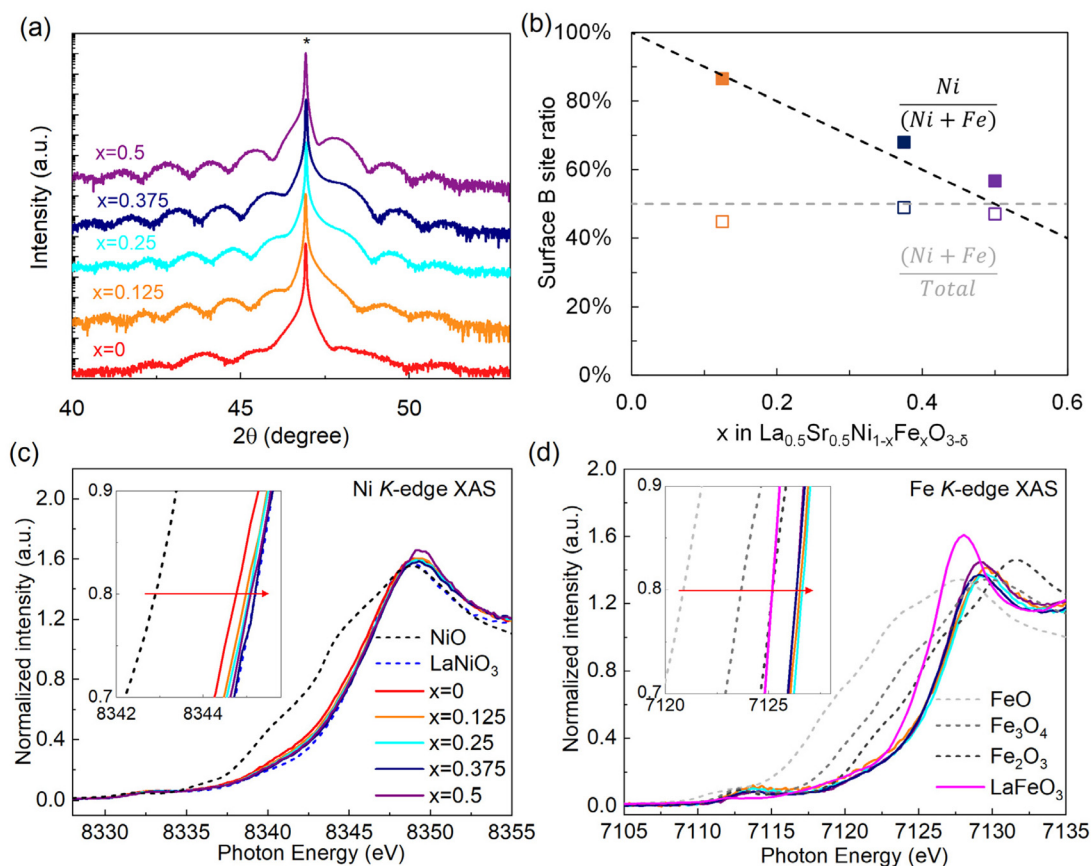 (a)
*
x=0.5
x=0.375
x=0.25
x=0.125
x=0
Intensity (a.u.)
40 45 50
2θ (degree)
(b)
100%
80%
60%
40%
20%
0%
Surface B site ratio
Ni
(Ni + Fe)
(Ni + Fe)
Total
0.0 0.2 0.4 0.6
x in La₀.₅Sr₀.₅Ni₁₋ₓFeₓO₃₋δ
(c)
Ni K-edge XAS
Normalized intensity (a.u.)
2.0
1.6
1.2
0.8
0.4
0.0
0.9
0.8
0.7
8342 8344
NiO
LaNiO₃
x=0
x=0.125
x=0.25
x=0.375
x=0.5
8330 8335 8340 8345 8350 8355
Photon Energy (eV)
(d)
Fe K-edge XAS
Normalized intensity (a.u.)
2.0
1.6
1.2
0.8
0.4
0.0
0.9
0.8
0.7
7120 7125
FeO
Fe₃O₄
Fe₂O₃
LaFeO₃
7105 7110 7115 7120 7125 7130 7135
Photon Energy (eV)